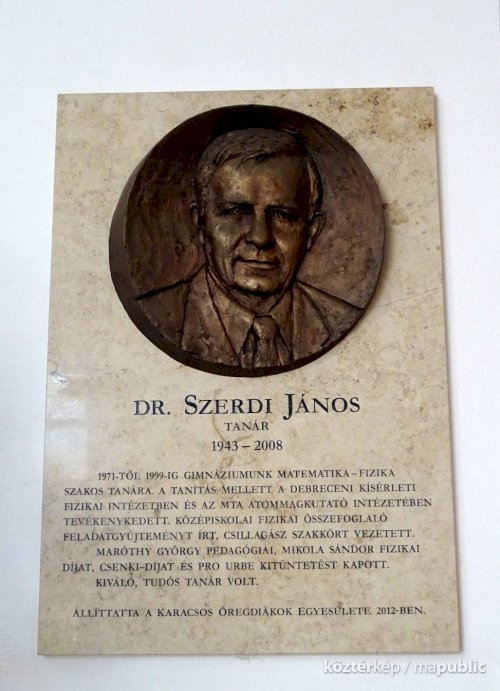 DR. SZERDI JÁNOS
TANÁR
1943 – 2008
1971-TŐL 1999-IG GIMNÁZIUMUNK MATEMATIKA – FIZIKA
SZAKOS TANÁRA. A TANÍTÁS MELLETT A DEBRECENI KÍSÉRLETI
FIZIKAI INTÉZETBEN ÉS AZ MTA ATOMMAGKUTATÓ INTÉZETÉBEN
TEVÉKENYKEDETT. KÖZÉPISKOLAI FIZIKAI ÖSSZEFOGLALÓ
FELADATGYŰJTEMÉNYT ÍRT, CSILLAGÁSZ SZAKKÖRT VEZETETT.
MARÓTHY GYÖRGY PEDAGÓGIAI, MIKOLA SÁNDOR FIZIKAI
DÍJAT, CSENKI-DÍJAT ÉS PRO URBE KITÜNTETÉST KAPOTT.
KIVÁLÓ, TUDÓS TANÁR VOLT.
ÁLLÍTTATTA A KARACSOS ÖREGDIÁKOK EGYESÜLETE 2012-BEN.
köztérkép / mapublic